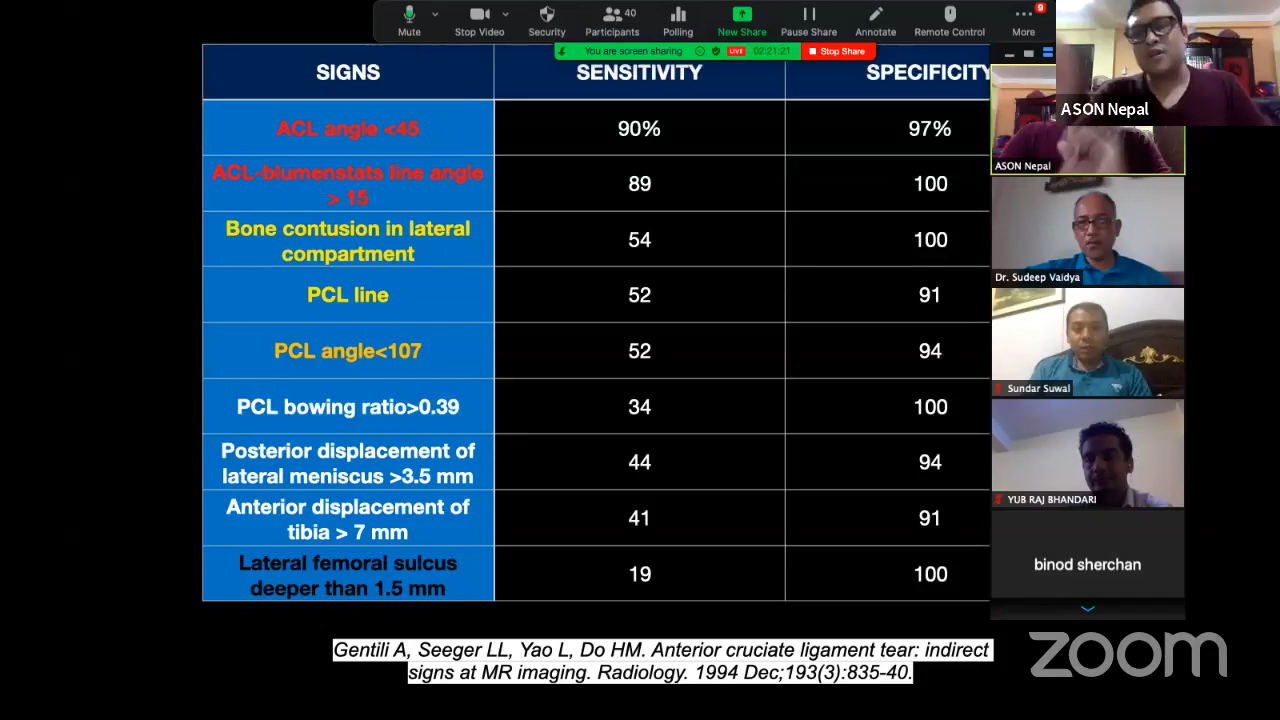 40
9
Mute
Stop Video
Security
Participants
Polling
New Share
Pause Share
Annotate
Remote Control
More
You are screen sharing
LIVE
02:21:21
Stop Share
SIGNS
SENSITIVITY
SPECIFICITY
ACL angle <45
90%
97%
ACL-blumenstats line angle
> 15
89
100
Bone contusion in lateral
compartment
54
100
PCL line
52
91
PCL angle<107
52
94
PCL bowing ratio>0.39
34
100
Posterior displacement of
lateral meniscus >3.5 mm
44
94
Anterior displacement of
tibia > 7 mm
41
91
Lateral femoral sulcus
deeper than 1.5 mm
19
100
Gentili A, Seeger LL, Yao L, Do HM. Anterior cruciate ligament tear: indirect
signs at MR imaging. Radiology. 1994 Dec;193(3):835-40.
ASON Nepal
ASON Nepal
Dr. Sudeep Vaidya
Sundar Suwal
YUB RAJ BHANDARI
binod sherchan
zoom